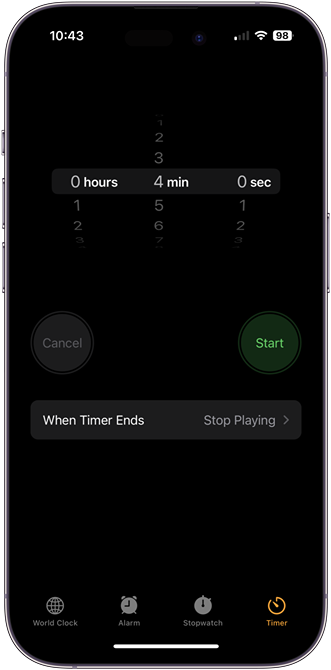 10:43 98
1
2
3
0 hours 4 min 0 sec
1 5 1
2 6 2
3 7 3
Cancel Start
When Timer Ends Stop Playing
World Clock Alarm Stopwatch Timer